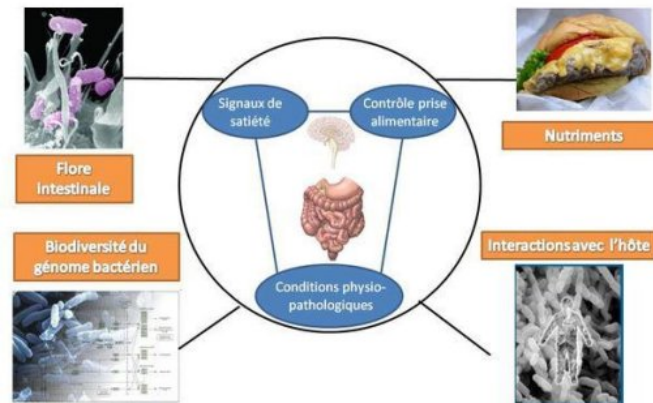 Signaux de
satiété
Contrôle prise
alimentaire
Nutriments
Flore
intestinale
Biodiversité du
génome bactérien
Interactions avec l'hôte
Conditions physio-
pathologiques